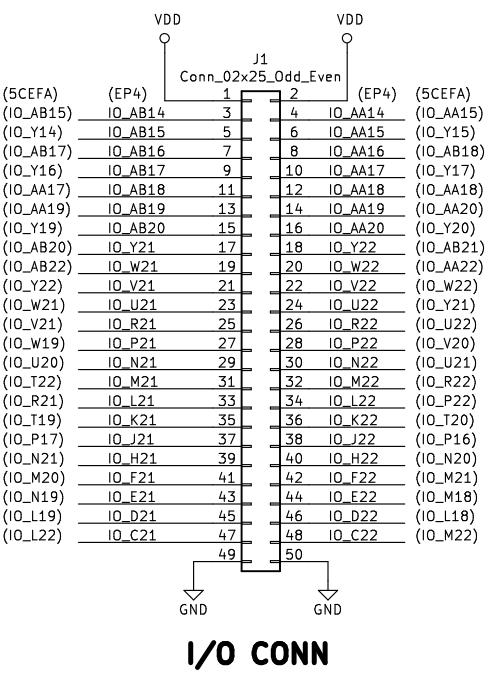 VDD VDD
J1
Conn_02x25_Odd_Even
1 2
(5CEFA) (EP4) (EP4) (5CEFA)
(IO_AB15) IO_AB14 3 4 IO_AA14 (IO_AA15)
(IO_Y14) IO_AB15 5 6 IO_AA15 (IO_Y15)
(IO_AB17) IO_AB16 7 8 IO_AA16 (IO_AB18)
(IO_Y16) IO_AB17 9 10 IO_AA17 (IO_Y17)
(IO_AA17) IO_AB18 11 12 IO_AA18 (IO_AA18)
(IO_AA19) IO_AB19 13 14 IO_AA19 (IO_AA20)
(IO_Y19) IO_AB20 15 16 IO_AA20 (IO_Y20)
(IO_AB20) IO_Y21 17 18 IO_Y22 (IO_AB21)
(IO_AB22) IO_W21 19 20 IO_W22 (IO_AA22)
(IO_Y22) IO_V21 21 22 IO_V22 (IO_W22)
(IO_W21) IO_U21 23 24 IO_U22 (IO_Y21)
(IO_V21) IO_R21 25 26 IO_R22 (IO_U22)
(IO_W19) IO_P21 27 28 IO_P22 (IO_V20)
(IO_U20) IO_N21 29 30 IO_N22 (IO_U21)
(IO_T22) IO_M21 31 32 IO_M22 (IO_R22)
(IO_R21) IO_L21 33 34 IO_L22 (IO_P22)
(IO_T19) IO_K21 35 36 IO_K22 (IO_T20)
(IO_P17) IO_J21 37 38 IO_J22 (IO_P16)
(IO_N21) IO_H21 39 40 IO_H22 (IO_N20)
(IO_M20) IO_F21 41 42 IO_F22 (IO_M21)
(IO_N19) IO_E21 43 44 IO_E22 (IO_M18)
(IO_L19) IO_D21 45 46 IO_D22 (IO_L18)
(IO_L22) IO_C21 47 48 IO_C22 (IO_M22)
49 50
GND GND
I/O CONN